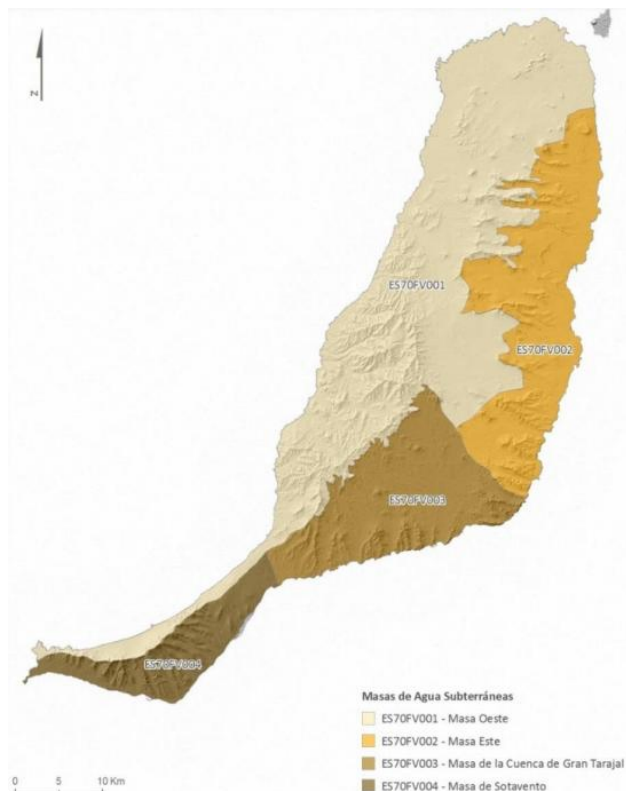 N
ES70FV001
ES70FV002
ES70FV003
ES70FV004
Masas de Agua Subterráneas
ES70FV001 - Masa Oeste
ES70FV002 - Masa Este
ES70FV003 - Masa de la Cuenca de Gran Tarajal
ES70FV004 - Masa de Sotavento
0 5 10 Km